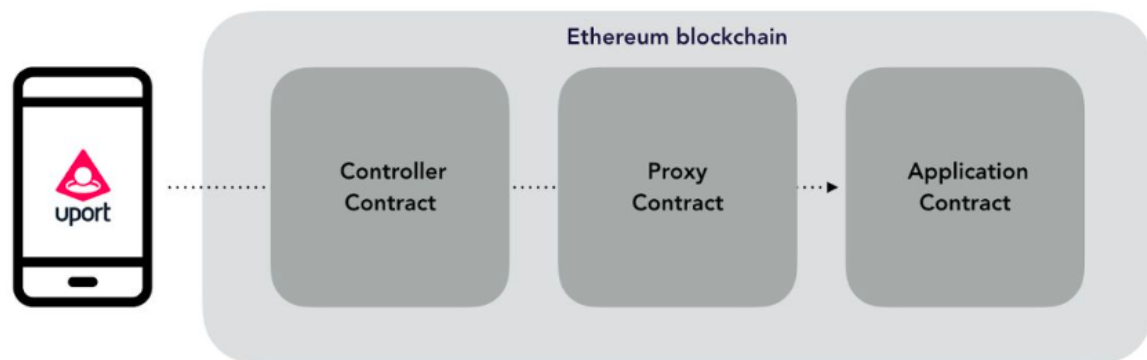 Ethereum blockchain
uport
Controller
Contract
Proxy
Contract
Application
Contract